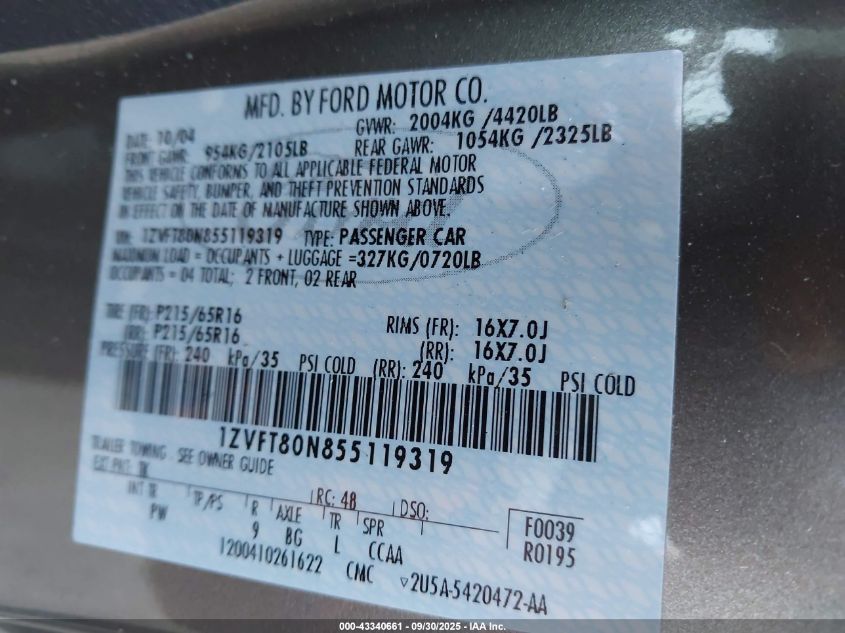 MFD. BY FORD MOTOR CO.
DATE: 10/04 GVWR: 2004KG /4420LB
FRONT GAWR: 954KG/2105LB REAR GAWR: 1054KG /2325LB
THIS VEHICLE CONFORMS TO ALL APPLICABLE FEDERAL MOTOR
VEHICLE SAFETY, BUMPER, AND THEFT PREVENTION STANDARDS
IN EFFECT ON THE DATE OF MANUFACTURE SHOWN ABOVE.
VIN: 1ZVFT80N855119319 TYPE: PASSENGER CAR
MAXIMUM LOAD = OCCUPANTS + LUGGAGE =327KG/0720LB
OCCUPANTS = 04 TOTAL; 2 FRONT, 02 REAR
TIRE (FR): P215/65R16 RIMS (FR): 16X7.0J
(RR): P215/65R16 (RR): 16X7.0J
PRESSURE (FR): 240 kPa/35 PSI COLD (RR): 240 kPa/35 PSI COLD
1ZVFT80N855119319
TRAILER TOWING - SEE OWNER GUIDE
EXT PNT: TK RC: 48 DSO:
INT TR TP/PS R AXLE TR SPR F0039
PW 9 BG L CCAA R0195
1200410261622 CMC ▽2U5A-5420472-AA
000-43340661 - 09/30/2025 - IAA Inc.